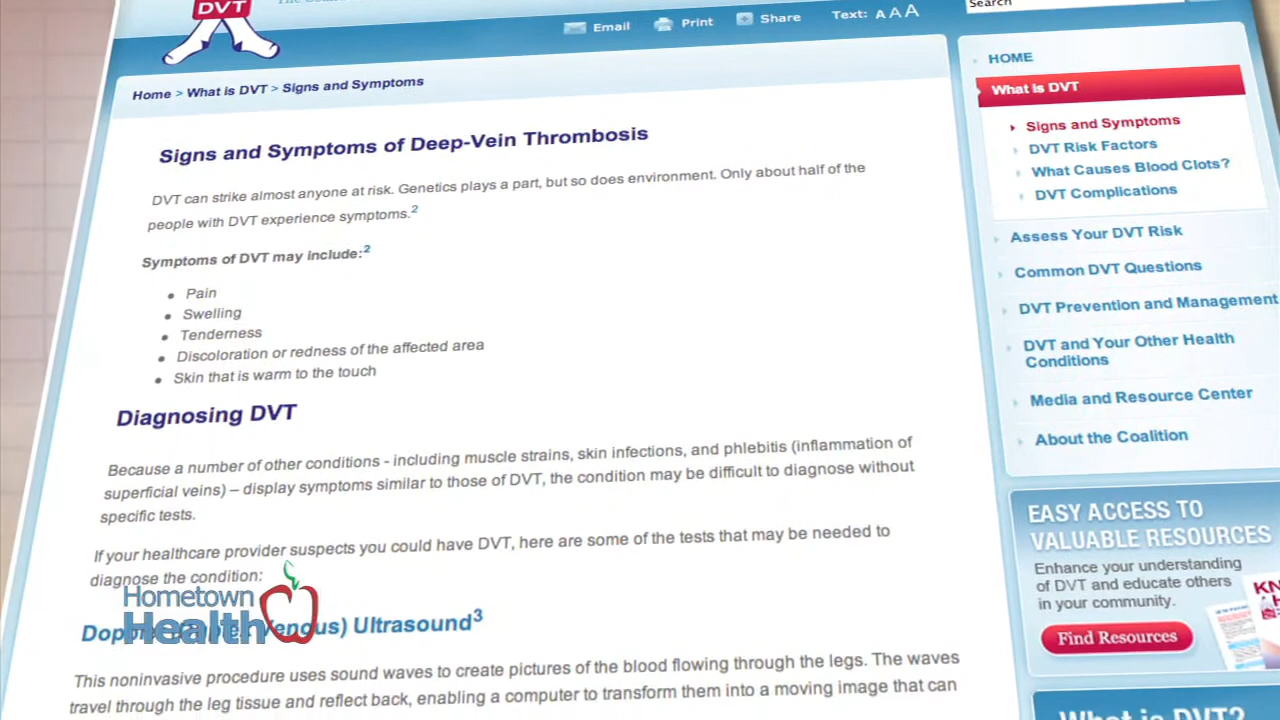 DVT
Email
Print
Share
Text: A A A
Search
Home > What is DVT > Signs and Symptoms
Signs and Symptoms of Deep-Vein Thrombosis
DVT can strike almost anyone at risk. Genetics plays a part, but so does environment. Only about half of the
people with DVT experience symptoms.2
Symptoms of DVT may include:2
• Pain
• Swelling
• Tenderness
• Discoloration or redness of the affected area
• Skin that is warm to the touch
Diagnosing DVT
Because a number of other conditions - including muscle strains, skin infections, and phlebitis (inflammation of
superficial veins) – display symptoms similar to those of DVT, the condition may be difficult to diagnose without
specific tests.
If your healthcare provider suspects you could have DVT, here are some of the tests that may be needed to
diagnose the condition:
Hometown
Health
Venous) Ultrasound3
This noninvasive procedure uses sound waves to create pictures of the blood flowing through the legs. The waves
travel through the leg tissue and reflect back, enabling a computer to transform them into a moving image that can
HOME
What is DVT
Signs and Symptoms
DVT Risk Factors
What Causes Blood Clots?
DVT Complications
Assess Your DVT Risk
Common DVT Questions
DVT Prevention and Management
DVT and Your Other Health
Conditions
Media and Resource Center
About the Coalition
EASY ACCESS TO
VALUABLE RESOURCES
Enhance your understanding
of DVT and educate others
in your community.
Find Resources
What is DVT?